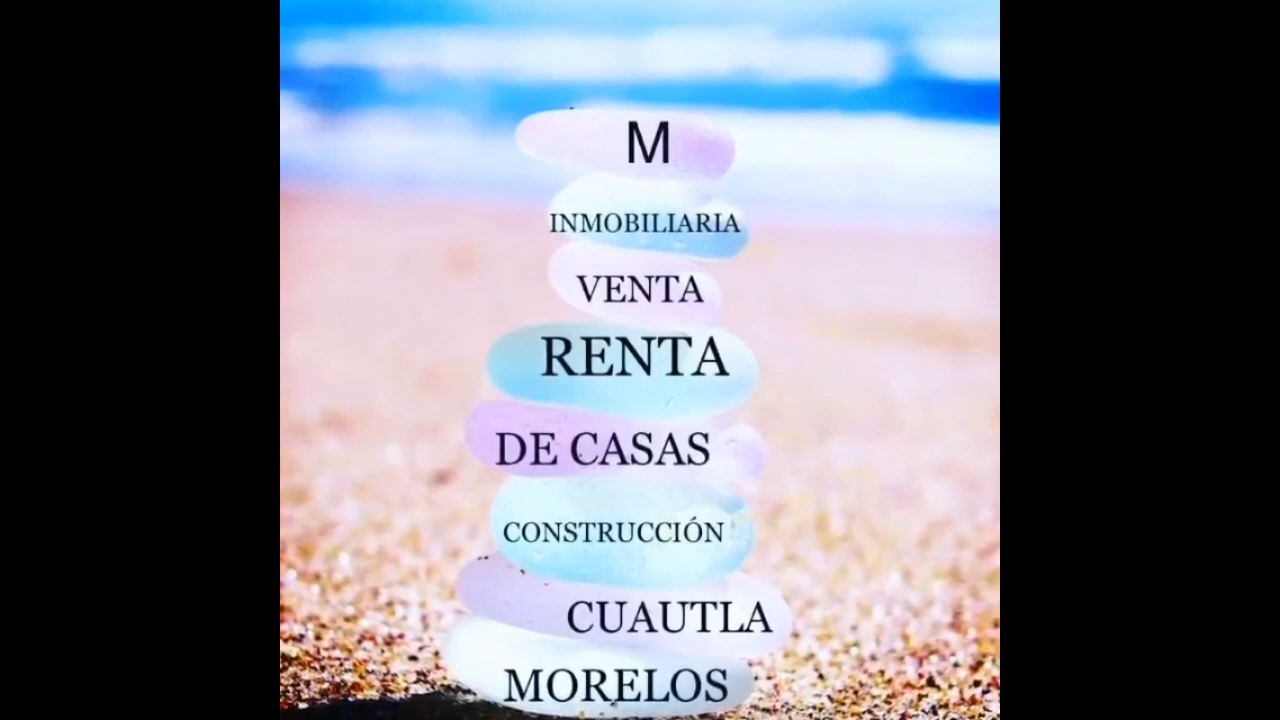 M
INMOBILIARIA
VENTA
RENTA
DE CASAS
CONSTRUCCIÓN
CUAUTLA
MORELOS